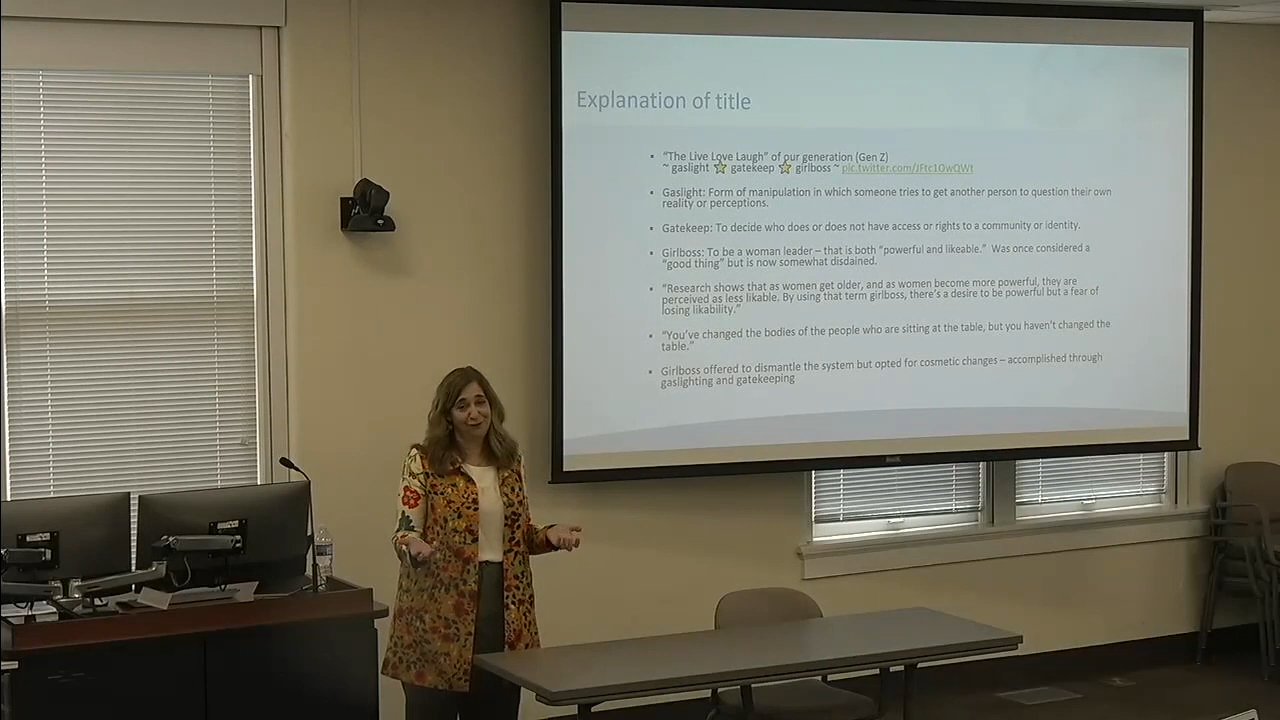 Explanation of title
▪ "The Live Love Laugh" of our generation (Gen Z)
~ gaslight ⭐ gatekeep ⭐ girlboss ~ pic.twitter.com/JFtc1OwQWt
▪ Gaslight: Form of manipulation in which someone tries to get another person to question their own
reality or perceptions.
▪ Gatekeep: To decide who does or does not have access or rights to a community or identity.
▪ Girlboss: To be a woman leader – that is both "powerful and likeable."  Was once considered a
"good thing" but is now somewhat disdained.
▪ "Research shows that as women get older, and as women become more powerful, they are
perceived as less likable. By using that term girlboss, there's a desire to be powerful but a fear of
losing likability."
▪ "You've changed the bodies of the people who are sitting at the table, but you haven't changed the
table."
▪ Girlboss offered to dismantle the system but opted for cosmetic changes – accomplished through
gaslighting and gatekeeping